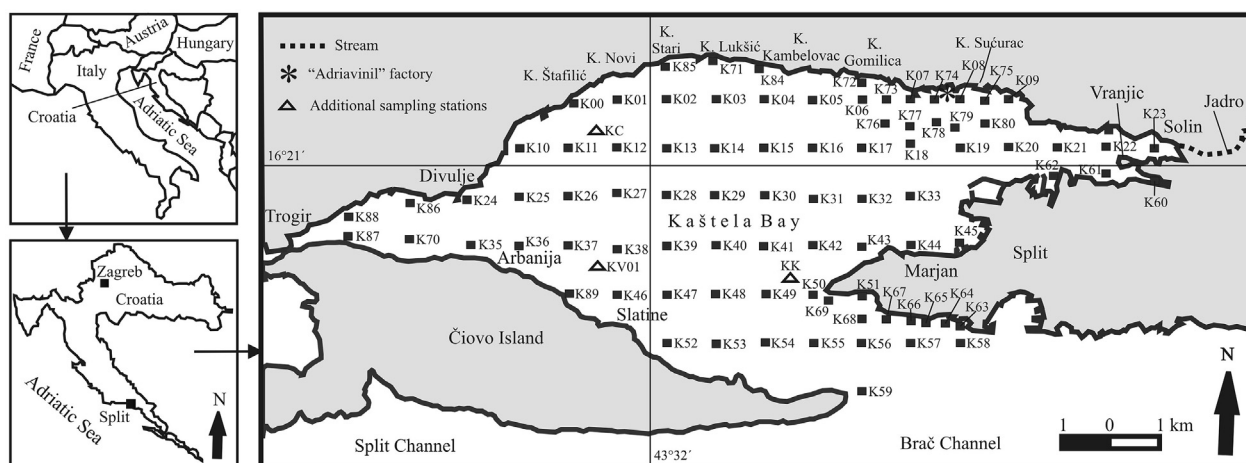 France
Austria
Hungary
Italy
Croatia
Adriatic Sea
Zagreb
Croatia
Adriatic Sea
Split
N
Stream
“Adriavinil” factory
Additional sampling stations
K. Štafilić
K. Novi
K. Stari
K. Lukšić
K. Kambelovac
K. Gomilica
K. Sućurac
Vranjic
Solin
Jadro
K85
K71
K84
K72
K07
K74
K08
K75
K09
K00
K01
K02
K03
K04
K05
K06
K73
K76
K77
K78
K79
K80
K23
KC
K10
K11
K12
K13
K14
K15
K16
K17
K18
K19
K20
K21
K22
16°21´
K62
K61
K60
Divulje
Trogir
K88
K86
K24
K25
K26
K27
K28
K29
K30
K31
K32
K33
Kaštela Bay
K87
K70
K35
K36
K37
K38
K39
K40
K41
K42
K43
K44
K45
Split
Arbanija
KV01
KK
Marjan
K89
K46
K47
K48
K49
K50
K51
K69
K67
K66
K65
K64
K63
Slatine
K68
Čiovo Island
K52
K53
K54
K55
K56
K57
K58
K59
N
1 0 1 km
Split Channel
43°32´
Brač Channel